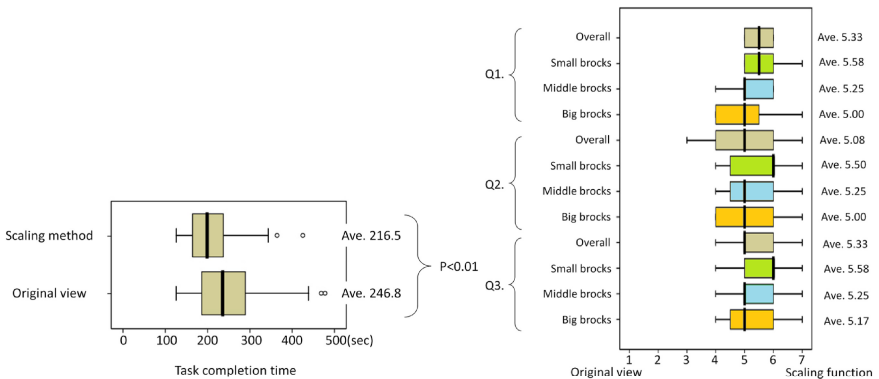 Scaling method
Original view
Ave. 216.5
Ave. 246.8
P<0.01
0 100 200 300 400 500(sec)
Task completion time
Q1.
Overall Ave. 5.33
Small brocks Ave. 5.58
Middle brocks Ave. 5.25
Big brocks Ave. 5.00
Q2.
Overall Ave. 5.08
Small brocks Ave. 5.50
Middle brocks Ave. 5.25
Big brocks Ave. 5.00
Q3.
Overall Ave. 5.33
Small brocks Ave. 5.58
Middle brocks Ave. 5.25
Big brocks Ave. 5.17
1 2 3 4 5 6 7
Original view Scaling function